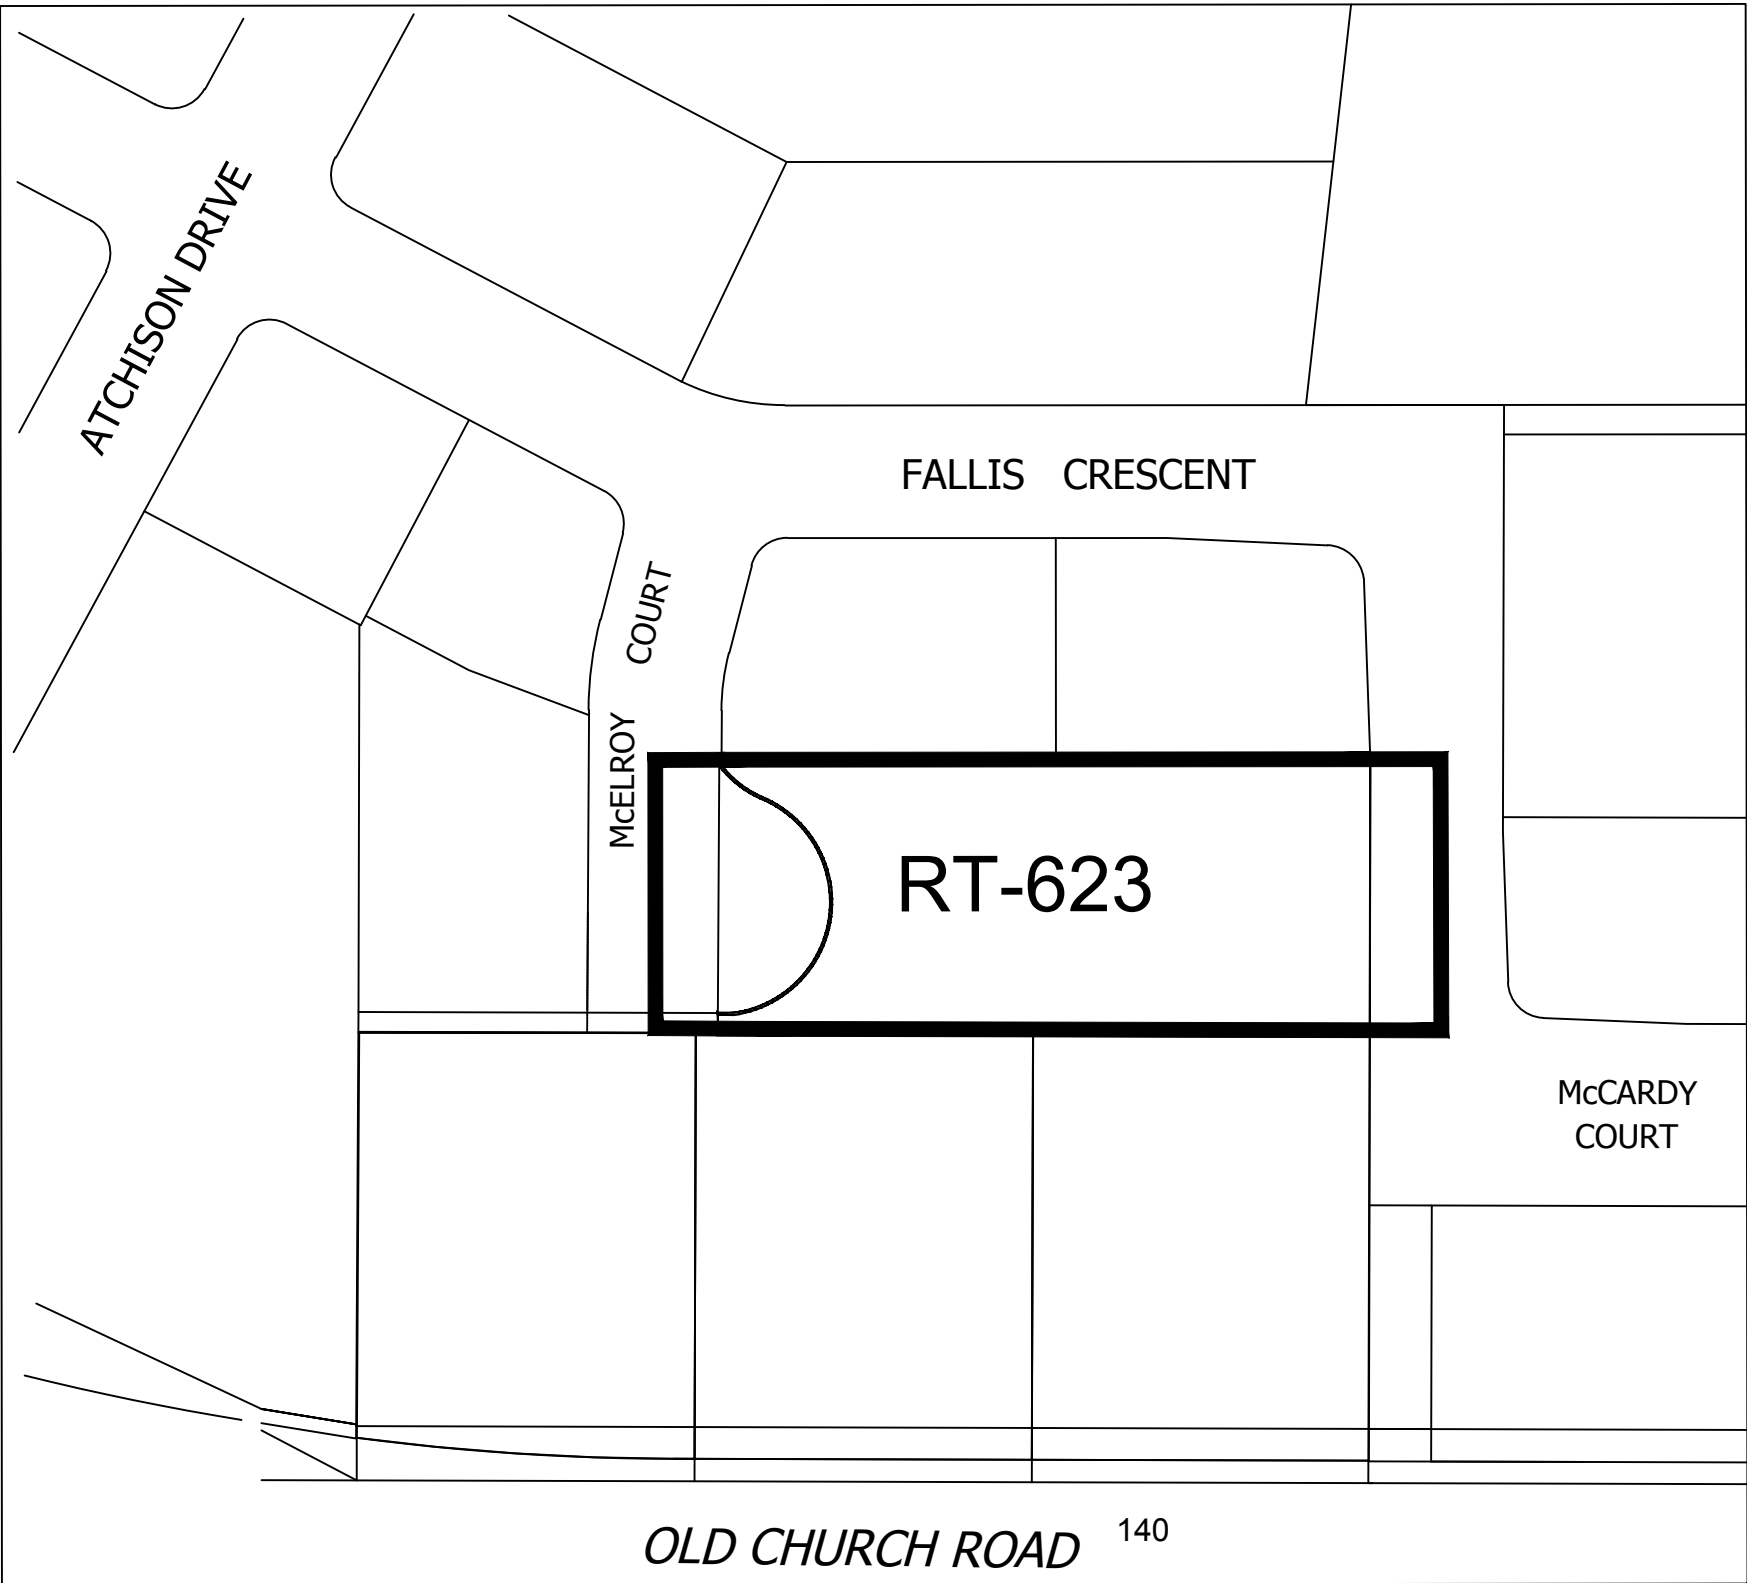 ATCHISON DRIVE
FALLIS CRESCENT
McELROY COURT
RT-623
McCARDY
COURT
OLD CHURCH ROAD 140